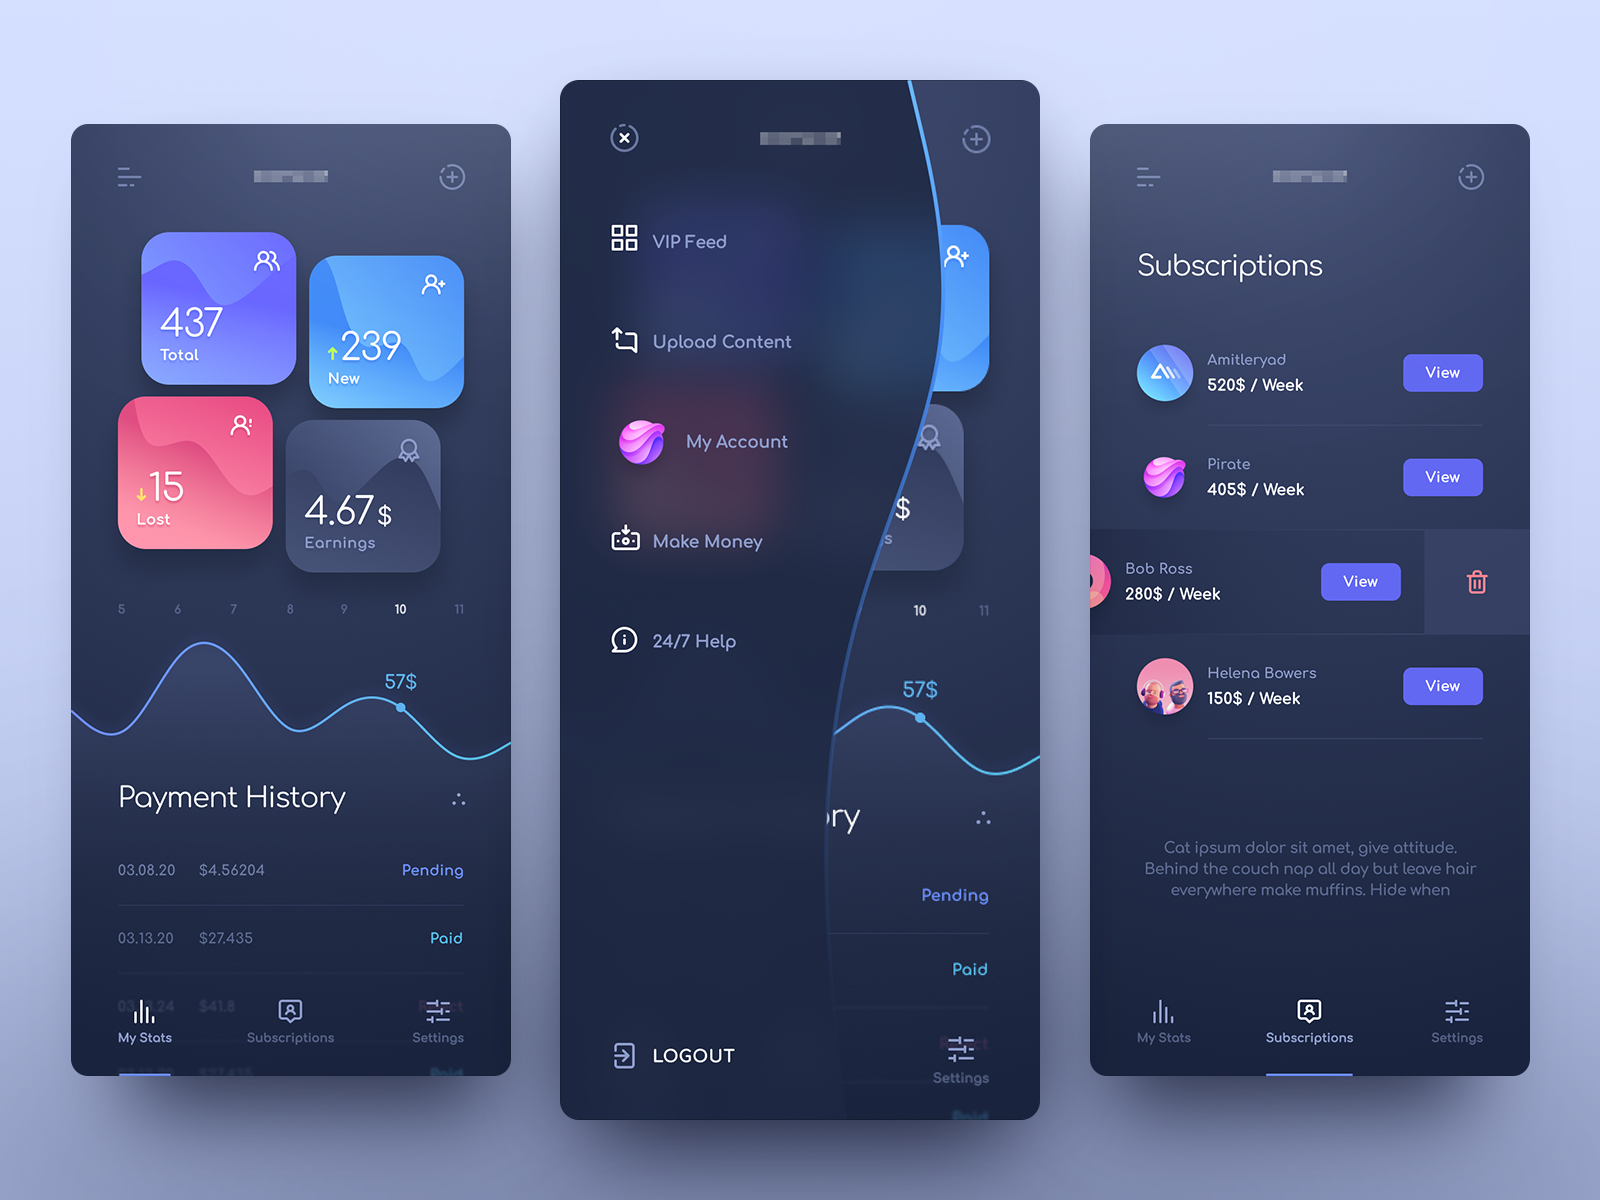 437
Total
239
New
15
Lost
4.67$
Earnings
5 6 7 8 9 10 11
57$
Payment History
03.08.20 $4.56204 Pending
03.13.20 $27.435 Paid
$41.8
My Stats Subscriptions Settings
Paid
VIP Feed
Upload Content
My Account
Make Money
24/7 Help
LOGOUT
$
s
10 11
57$
ory
Pending
Paid
Settings
Paid
Subscriptions
Amitleryad
520$ / Week
View
Pirate
405$ / Week
View
Bob Ross
280$ / Week
View
Helena Bowers
150$ / Week
View
Cat ipsum dolor sit amet, give attitude.
Behind the couch nap all day but leave hair
everywhere make muffins. Hide when
My Stats Subscriptions Settings